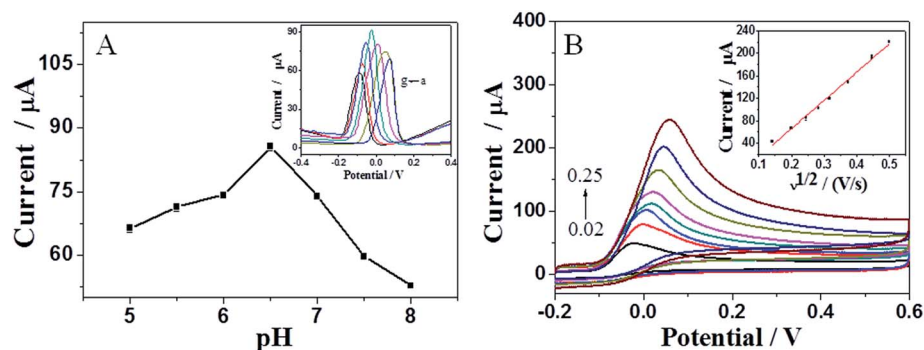 A
105
90
75
60
Current / μA
5 6 7 8
pH
90
60
30
0
Current / μA
g←a
-0.4 -0.2 0.0 0.2 0.4
Potential / V
B
400
300
200
100
0
Current / μA
0.25
0.02
-0.2 0.0 0.2 0.4 0.6
Potential / V
240
200
160
120
80
40
Current / μA
0.1 0.2 0.3 0.4 0.5
v1/2 / (V/s)